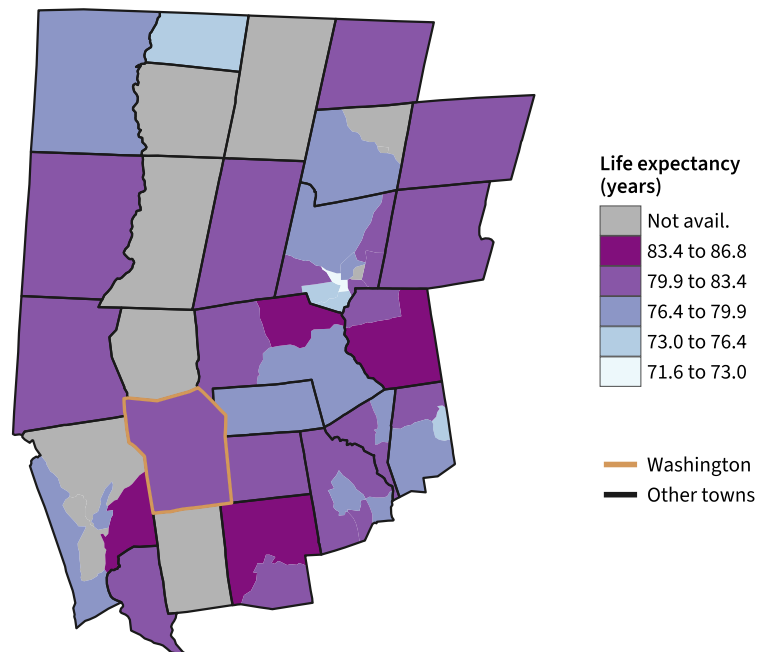 Life expectancy
(years)
Not avail.
83.4 to 86.8
79.9 to 83.4
76.4 to 79.9
73.0 to 76.4
71.6 to 73.0
Washington
Other towns